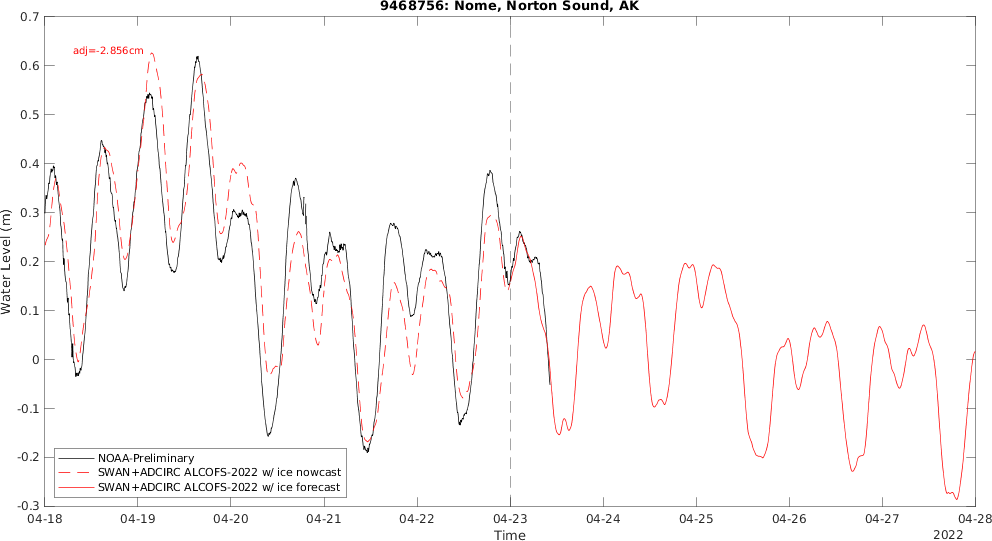 9468756: Nome, Norton Sound, AK
adj=-2.856cm
Water Level (m)
0.7
0.6
0.5
0.4
0.3
0.2
0.1
0
-0.1
-0.2
-0.3
NOAA-Preliminary
SWAN+ADCIRC ALCOFS-2022 w/ ice nowcast
SWAN+ADCIRC ALCOFS-2022 w/ ice forecast
04-18 04-19 04-20 04-21 04-22 04-23 04-24 04-25 04-26 04-27 04-28
Time
2022